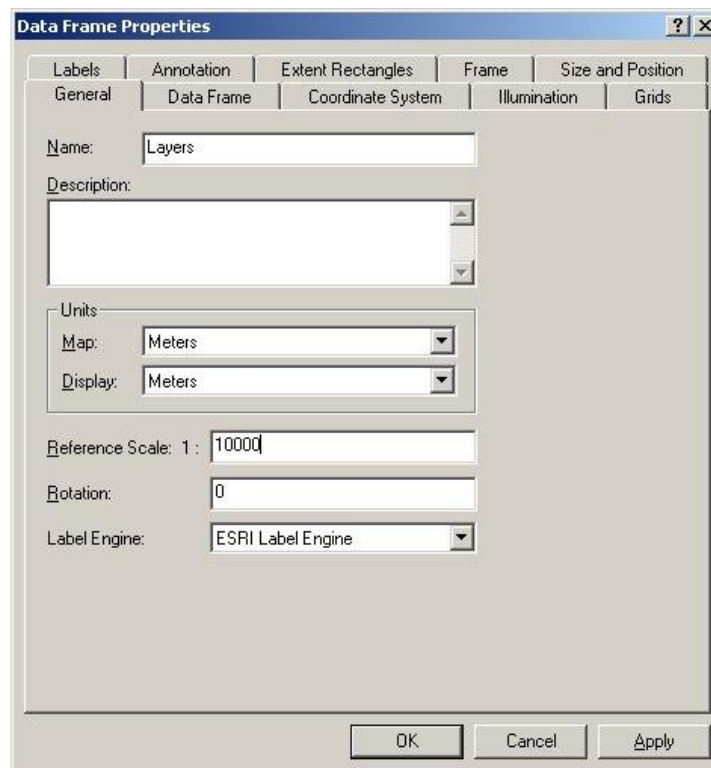 Data Frame Properties
Labels Annotation Extent Rectangles Frame Size and Position
General Data Frame Coordinate System Illumination Grids
Name: Layers
Description:
Units
Map: Meters
Display: Meters
Reference Scale: 1 : 10000
Rotation: 0
Label Engine: ESRI Label Engine
OK Cancel Apply